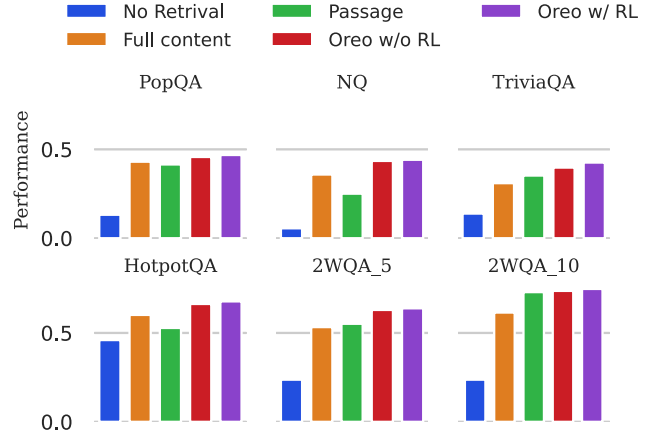 No Retrival Passage Oreo w/ RL
Full content Oreo w/o RL
PopQA NQ TriviaQA
Performance
0.5
0.0
HotpotQA 2WQA_5 2WQA_10
0.5
0.0